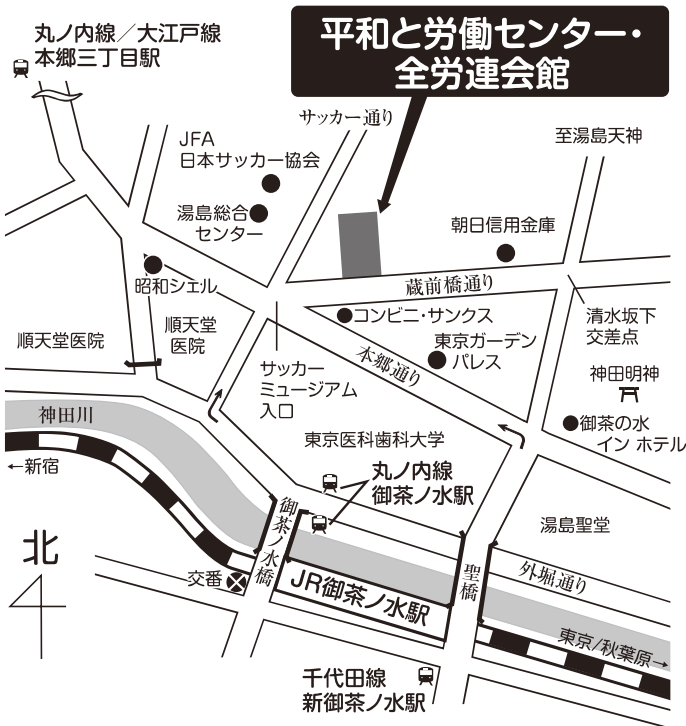 丸ノ内線／大江戸線
本郷三丁目駅
平和と労働センター・
全労連会館
サッカー通り
至湯島天神
JFA
日本サッカー協会
湯島総合
センター
朝日信用金庫
昭和シェル
蔵前橋通り
コンビニ・サンクス
清水坂下
交差点
順天堂医院
順天堂
医院
東京ガーデン
パレス
本郷通り
サッカー
ミュージアム
入口
神田明神
御茶の水
イン ホテル
神田川
東京医科歯科大学
←新宿
丸ノ内線
御茶ノ水駅
御茶ノ水橋
湯島聖堂
北
交番
JR御茶ノ水駅
聖橋
外堀通り
東京/秋葉原→
千代田線
新御茶ノ水駅